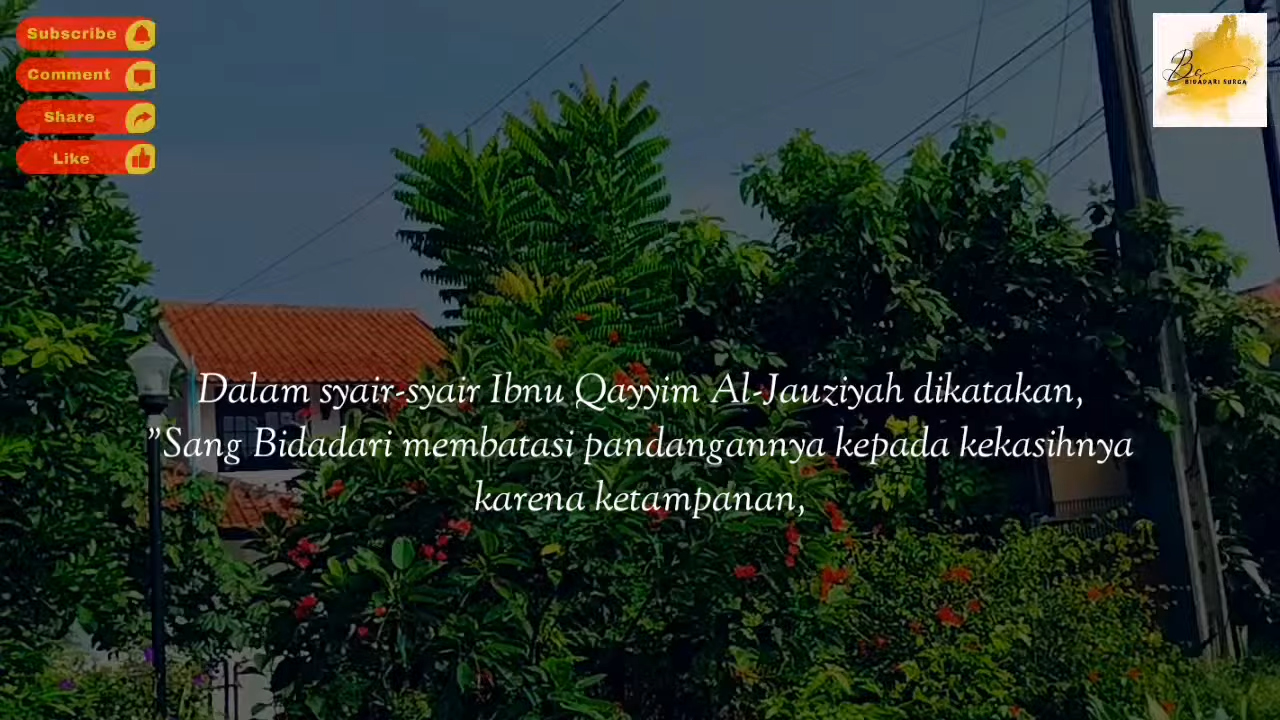 Subscribe
Comment
Share
Like
BIDADARI SURGA
Dalam syair-syair Ibnu Qayyim Al-Jauziyah dikatakan,
”Sang Bidadari membatasi pandangannya kepada kekasihnya
karena ketampanan,